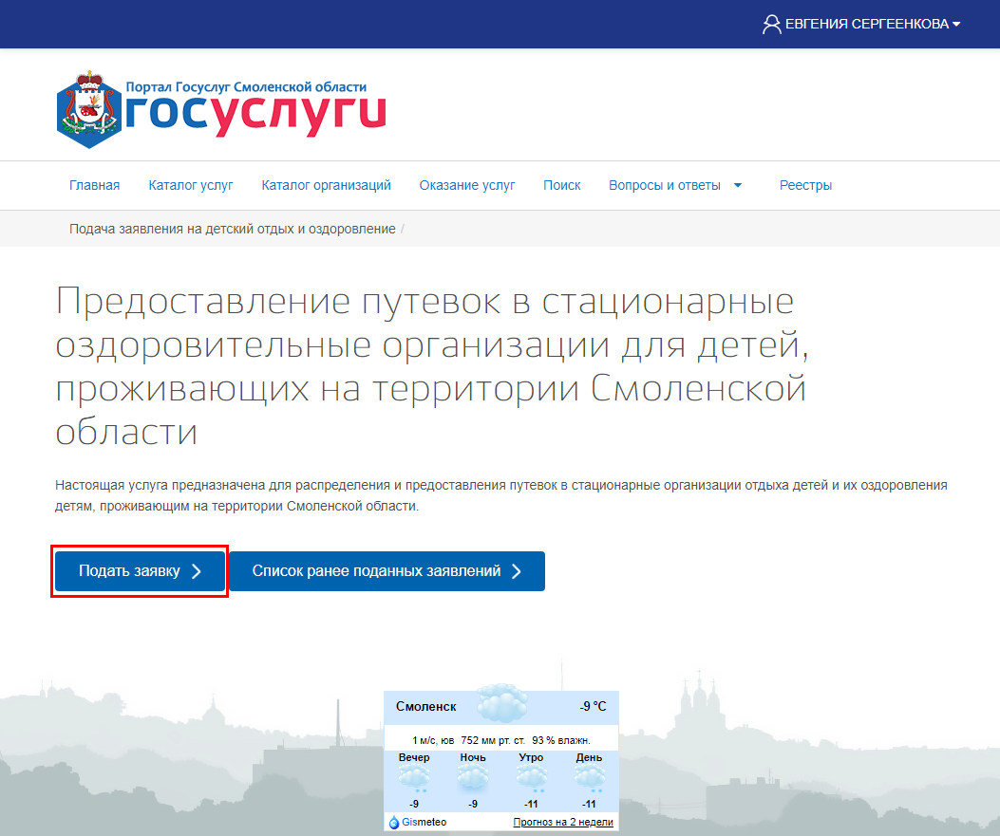 ЕВГЕНИЯ СЕРГЕЕНКОВА
Портал Госуслуг Смоленской области
госуслуги
Главная Каталог услуг Каталог организаций Оказание услуг Поиск Вопросы и ответы Реестры
Подача заявления на детский отдых и оздоровление /
Предоставление путевок в стационарные
оздоровительные организации для детей,
проживающих на территории Смоленской
области
Настоящая услуга предназначена для распределения и предоставления путевок в стационарные организации отдыха детей и их оздоровления
детям, проживающим на территории Смоленской области.
Подать заявку Список ранее поданных заявлений
Смоленск -9 °C
1 м/с, юв 752 мм рт. ст. 93 % влажн.
Вечер Ночь Утро День
-9 -9 -11 -11
Gismeteo Прогноз на 2 недели